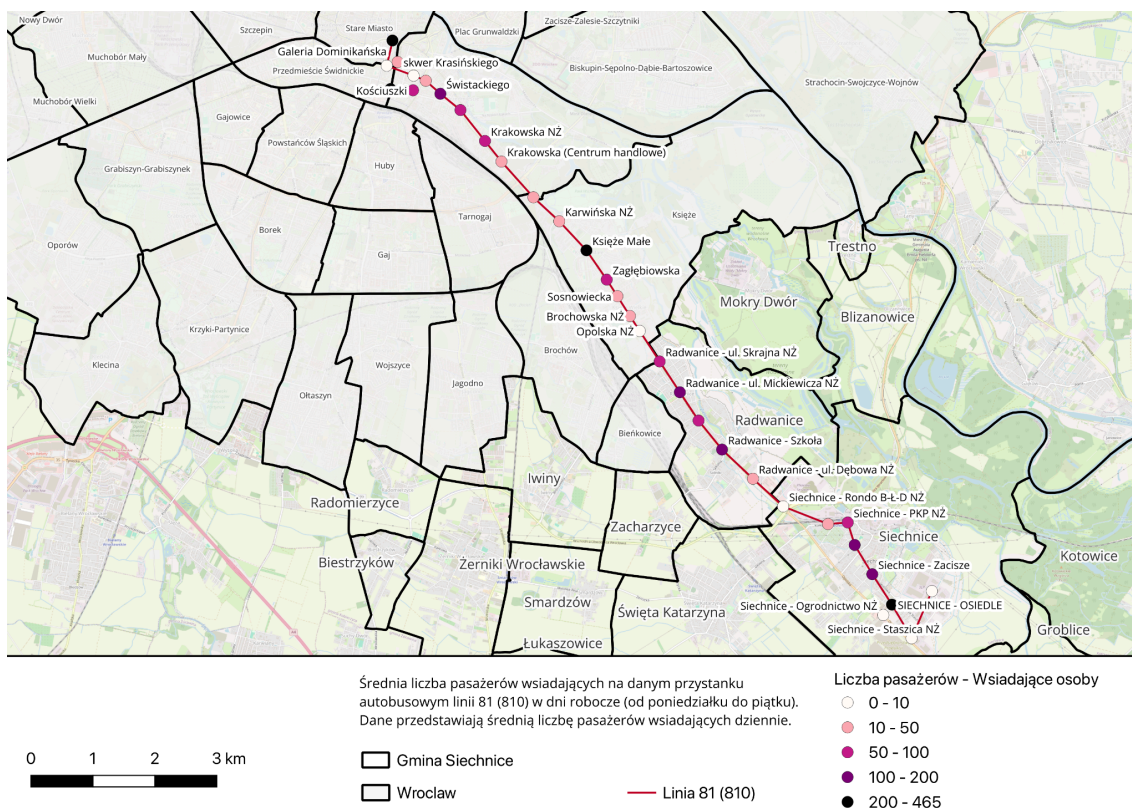 Nowy Dwór
Szczepin
Stare Miasto
Plac Grunwaldzki
Zacisze-Zalesie-Szczytniki
Muchobór Mały
Galeria Dominikańska
skwer Krasińskiego
Przedmieście Świdnickie
Biskupin-Sępolno-Dąbie-Bartoszowice
Strachocin-Swojczyce-Wojnów
Muchobór Wielki
Kościuszki
Świstackiego
Gajowice
Powstańców Śląskich
Krakowska NŻ
Krakowska (Centrum handlowe)
Grabiszyn-Grabiszynek
Huby
Tarnogaj
Karwińska NŻ
Księże
Borek
Oporów
Gaj
Księże Małe
Trestno
Zagłębiowska
Mokry Dwór
Sosnowiecka
Blizanowice
Brochowska NŻ
Krzyki-Partynice
Opolska NŻ
Klecina
Wojszyce
Brochów
Radwanice - ul. Skrajna NŻ
Jagodno
Radwanice - ul. Mickiewicza NŻ
Ołtaszyn
Radwanice
Bieńkowice
Radwanice - Szkoła
Iwiny
Radwanice - ul. Dębowa NŻ
Radomierzyce
Siechnice - Rondo B-Ł-D NŻ
Zacharzyce
Siechnice - PKP NŻ
Siechnice
Kotowice
Biestrzyków
Żerniki Wrocławskie
Siechnice - Zacisze
Smardzów
Święta Katarzyna
Siechnice - Ogrodnictwo NŻ
SIECHNICE - OSIEDLE
Siechnice - Staszica NŻ
Groblice
Łukaszowice
Średnia liczba pasażerów wsiadających na danym przystanku
autobusowym linii 81 (810) w dni robocze (od poniedziałku do piątku).
Dane przedstawiają średnią liczbę pasażerów wsiadających dziennie.
Liczba pasażerów - Wsiadające osoby
0 - 10
10 - 50
50 - 100
100 - 200
200 - 465
0 1 2 3 km
Gmina Siechnice
Wroclaw
Linia 81 (810)